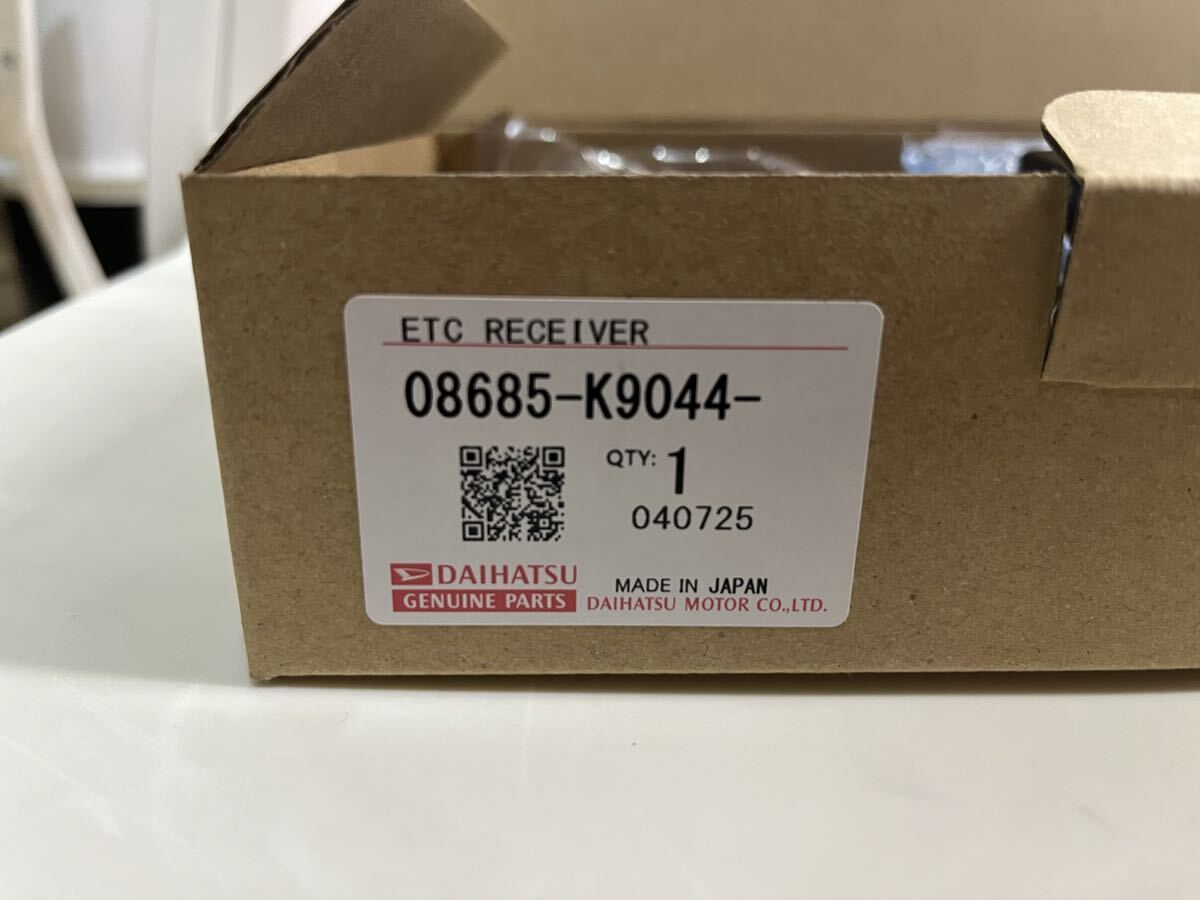 ETC RECEIVER
08685-K9044-
QTY: 1
040725
DAIHATSU
GENUINE PARTS
MADE IN JAPAN
DAIHATSU MOTOR CO.,LTD.